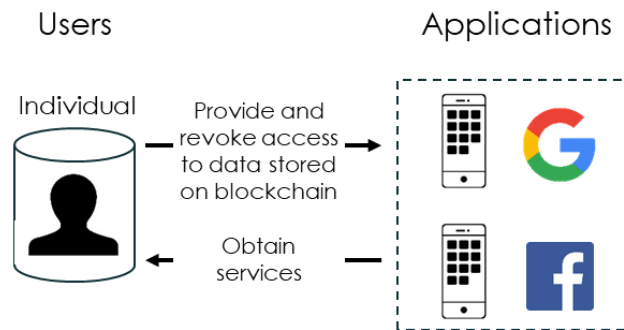 Users
Applications
Individual
Provide and
revoke access
to data stored
on blockchain
Obtain
services